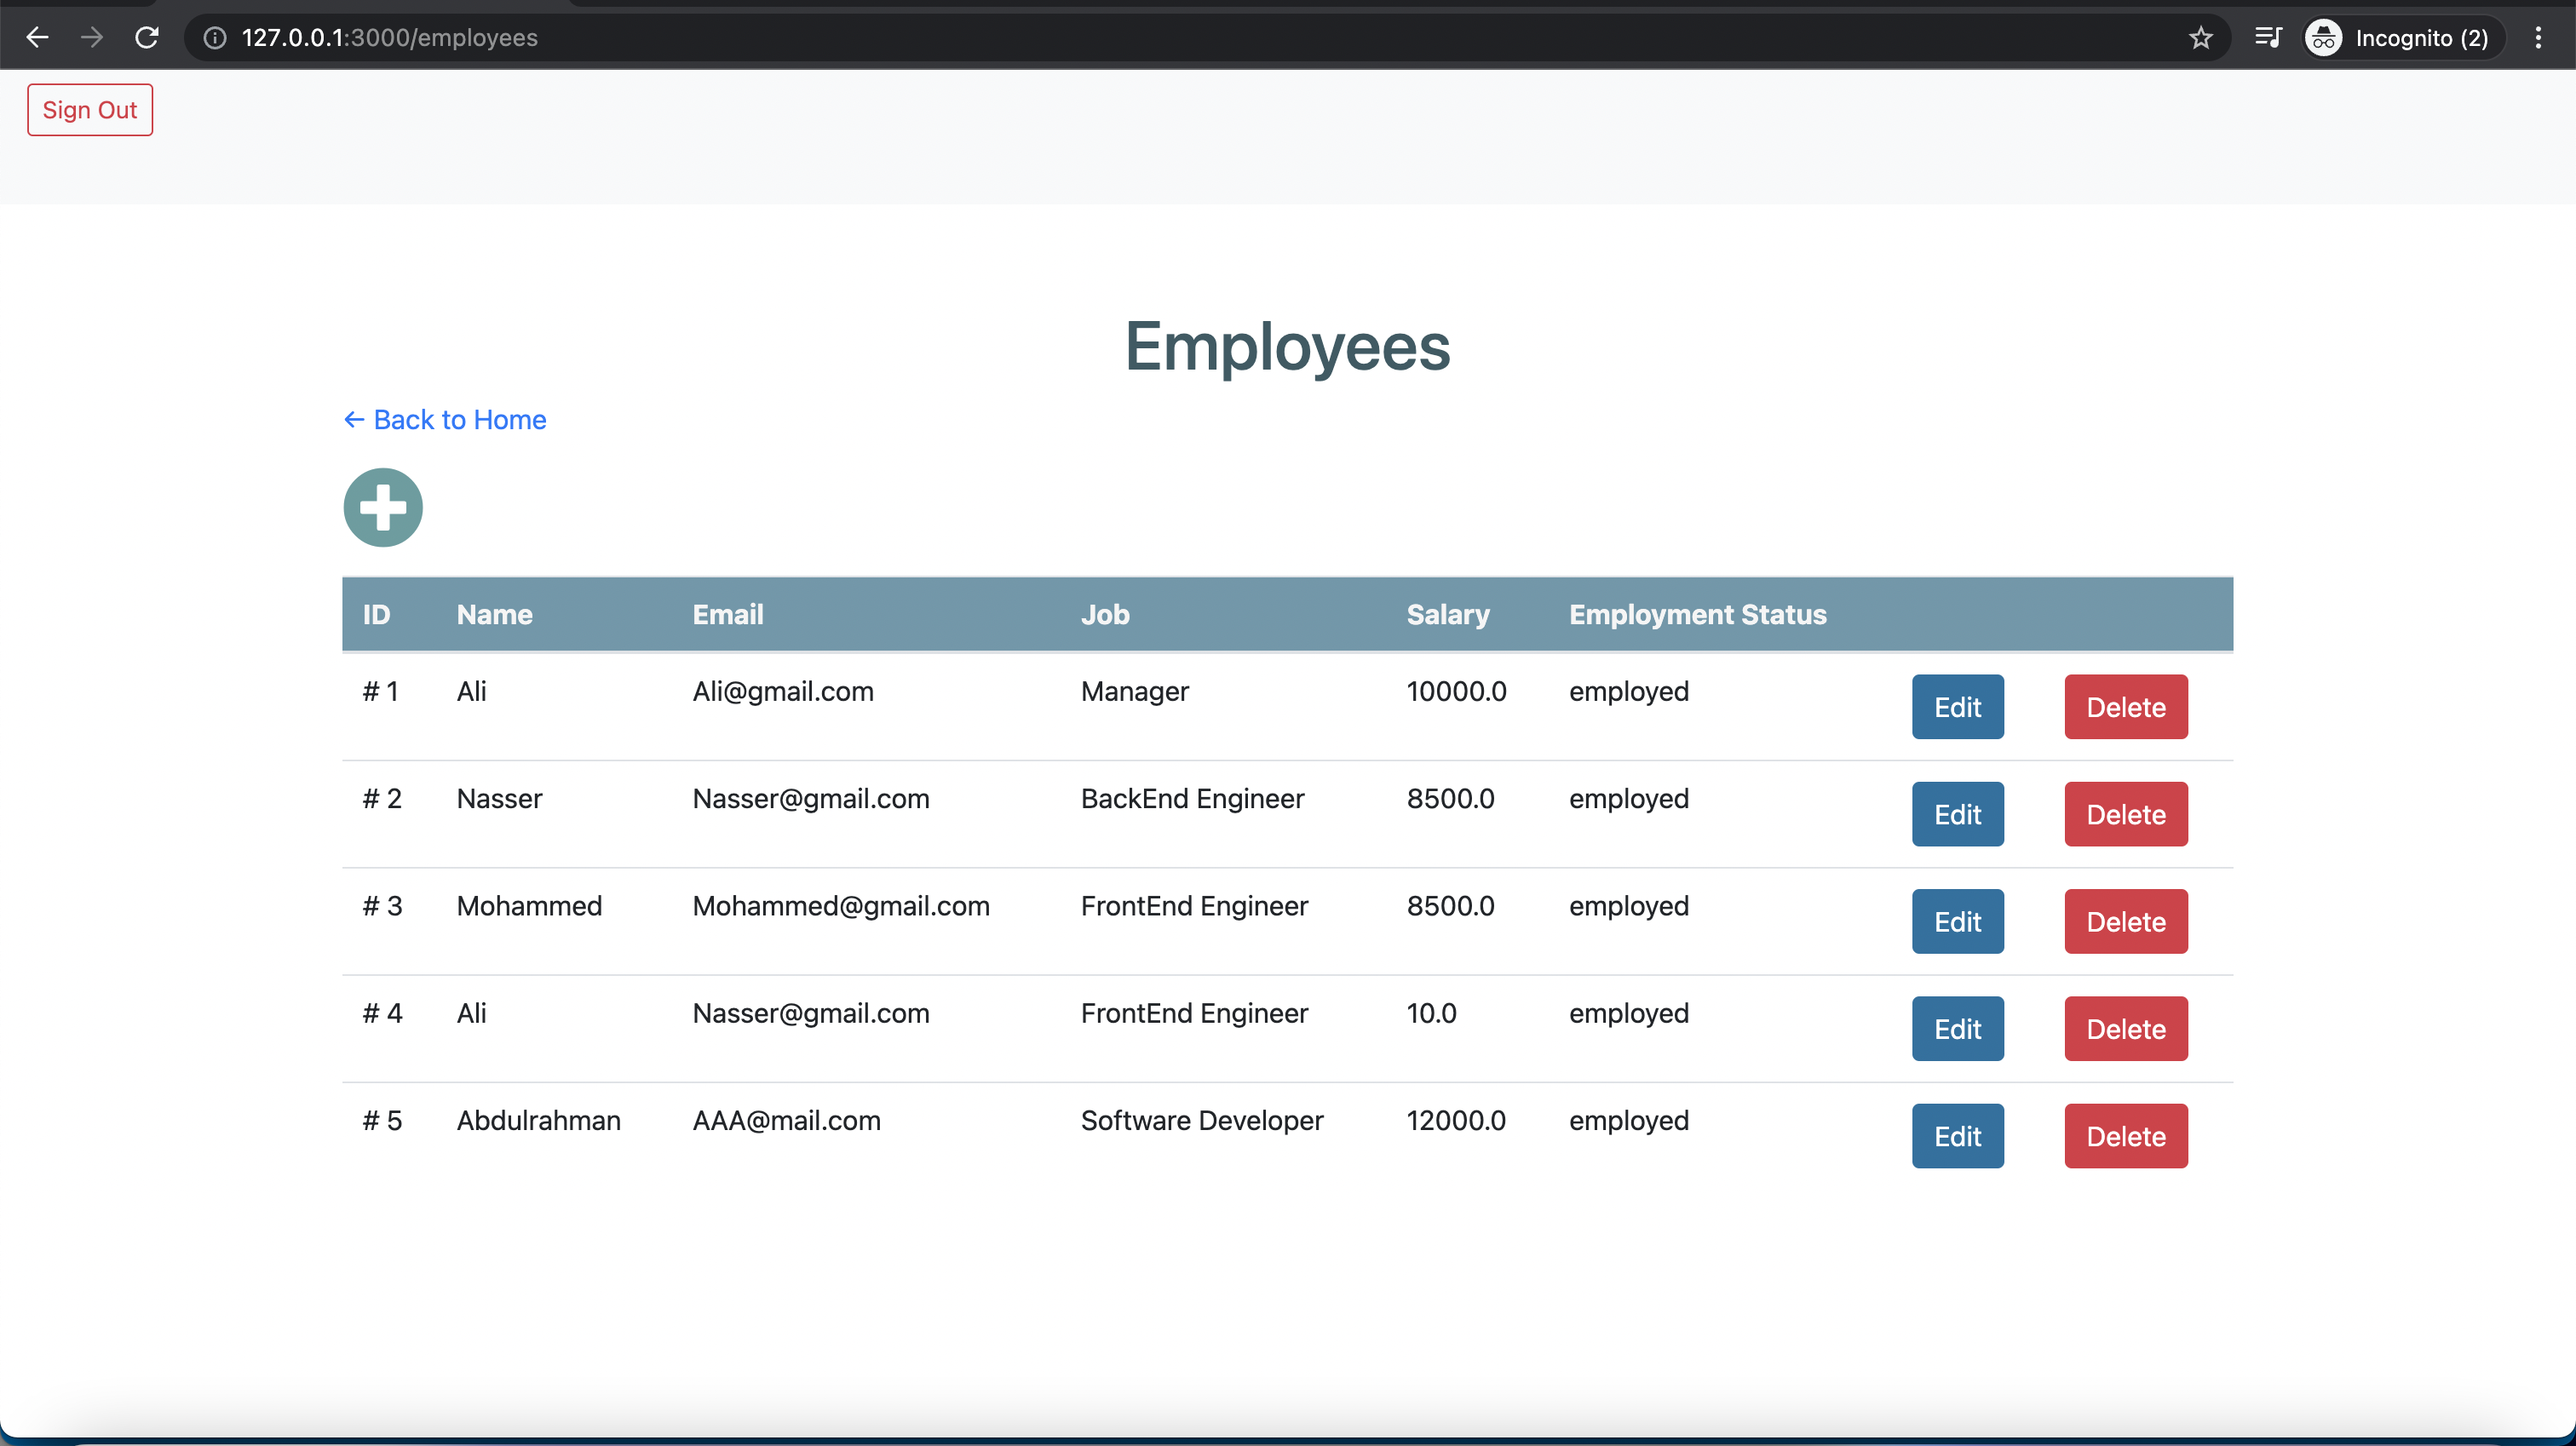 127.0.0.1:3000/employees Incognito (2)
Sign Out
Employees
← Back to Home
ID Name Email Job Salary Employment Status
# 1 Ali Ali@gmail.com Manager 10000.0 employed Edit Delete
# 2 Nasser Nasser@gmail.com BackEnd Engineer 8500.0 employed Edit Delete
# 3 Mohammed Mohammed@gmail.com FrontEnd Engineer 8500.0 employed Edit Delete
# 4 Ali Nasser@gmail.com FrontEnd Engineer 10.0 employed Edit Delete
# 5 Abdulrahman AAA@mail.com Software Developer 12000.0 employed Edit Delete